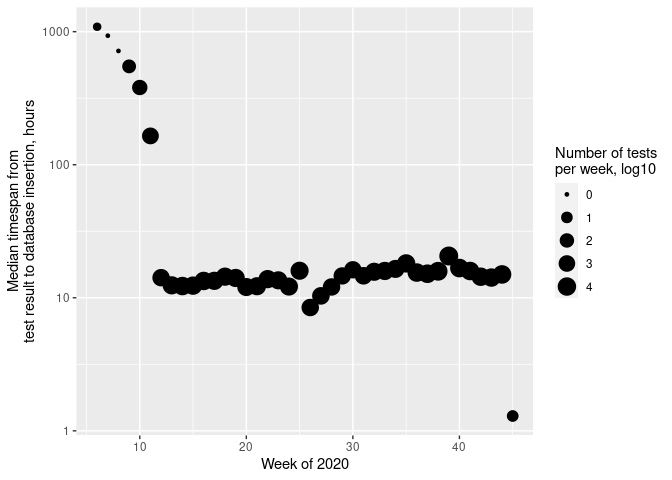 1000
100
10
1
10
20
30
40
Week of 2020
Median timespan from
test result to database insertion, hours
Number of tests
per week, log10
0
1
2
3
4